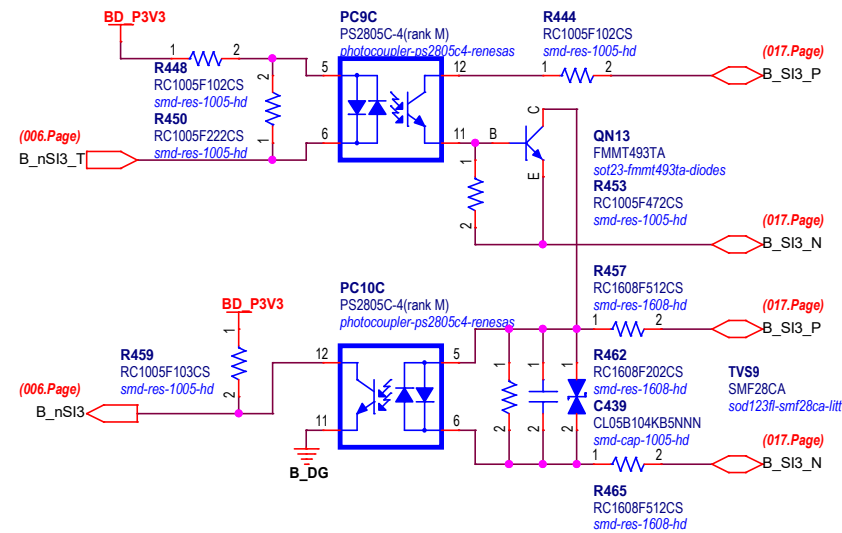 BD_P3V3
PC9C
PS2805C-4(rank M)
photocoupler-ps2805c4-renesas
R444
RC1005F102CS
smd-res-1005-hd
(017.Page)
B_SI3_P
1
2
R448
RC1005F102CS
smd-res-1005-hd
R450
RC1005F222CS
smd-res-1005-hd
2
1
5
6
12
11
1
2
(006.Page)
B_nSI3_T
B
C
E
QN13
FMMT493TA
sot23-fmmt493ta-diodes
R453
RC1005F472CS
smd-res-1005-hd
1
2
(017.Page)
B_SI3_N
PC10C
PS2805C-4(rank M)
photocoupler-ps2805c4-renesas
R457
RC1608F512CS
smd-res-1608-hd
(017.Page)
B_SI3_P
1
2
BD_P3V3
1
2
R459
RC1005F103CS
smd-res-1005-hd
(006.Page)
B_nSI3
12
11
5
6
B_DG
1
2
1
2
1
2
R462
RC1608F202CS
smd-res-1608-hd
C439
CL05B104KB5NNN
smd-cap-1005-hd
TVS9
SMF28CA
sod123fl-smf28ca-litt
(017.Page)
B_SI3_N
1
2
R465
RC1608F512CS
smd-res-1608-hd